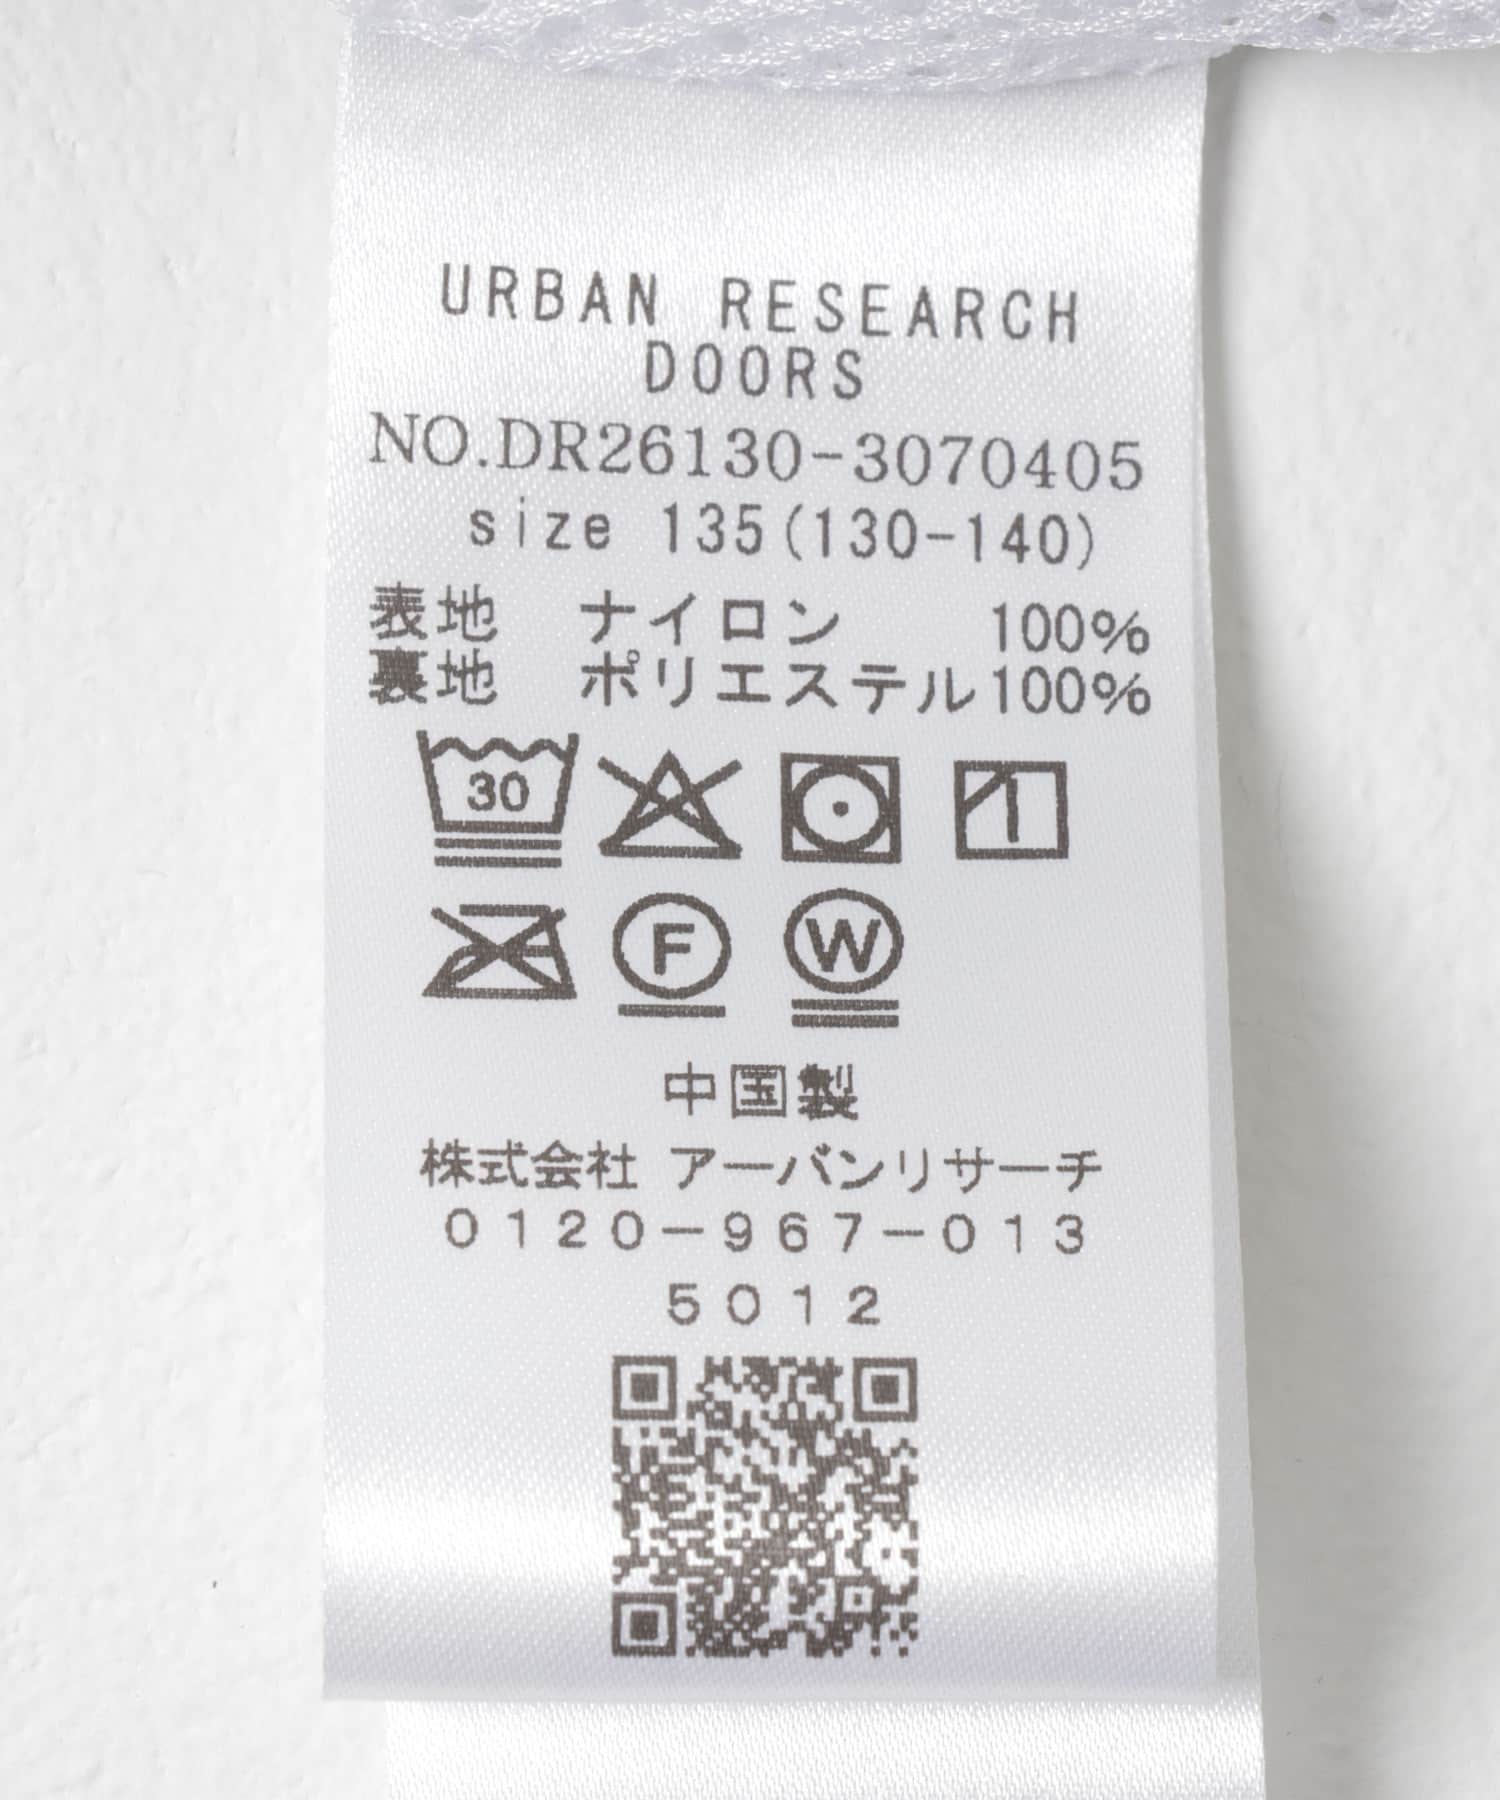 URBAN RESEARCH
DOORS
NO.DR26130-3070405
size 135(130-140)
表地 ナイロン 100%
裏地 ポリエステル100%
30
F W
中国製
株式会社 アーバンリサーチ
0120-967-013
5012